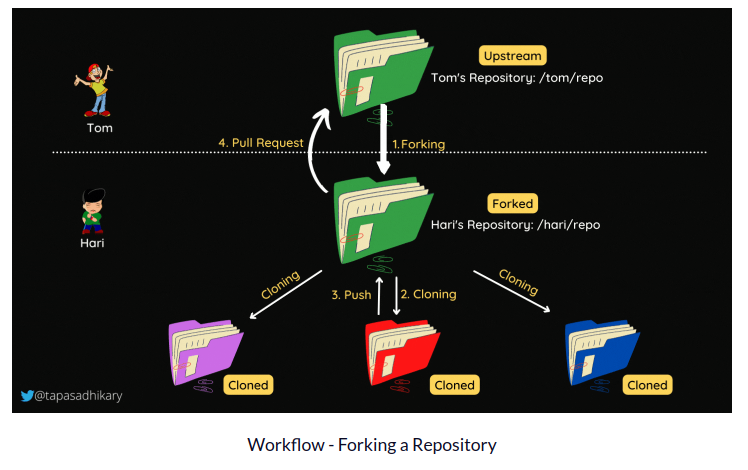 Upstream
Tom's Repository: /tom/repo
Tom
4. Pull Request
1.Forking
Forked
Hari's Repository: /hari/repo
Hari
Cloning
3. Push
2. Cloning
Cloning
Cloned
Cloned
Cloned
@tapasadhikary
Workflow - Forking a Repository